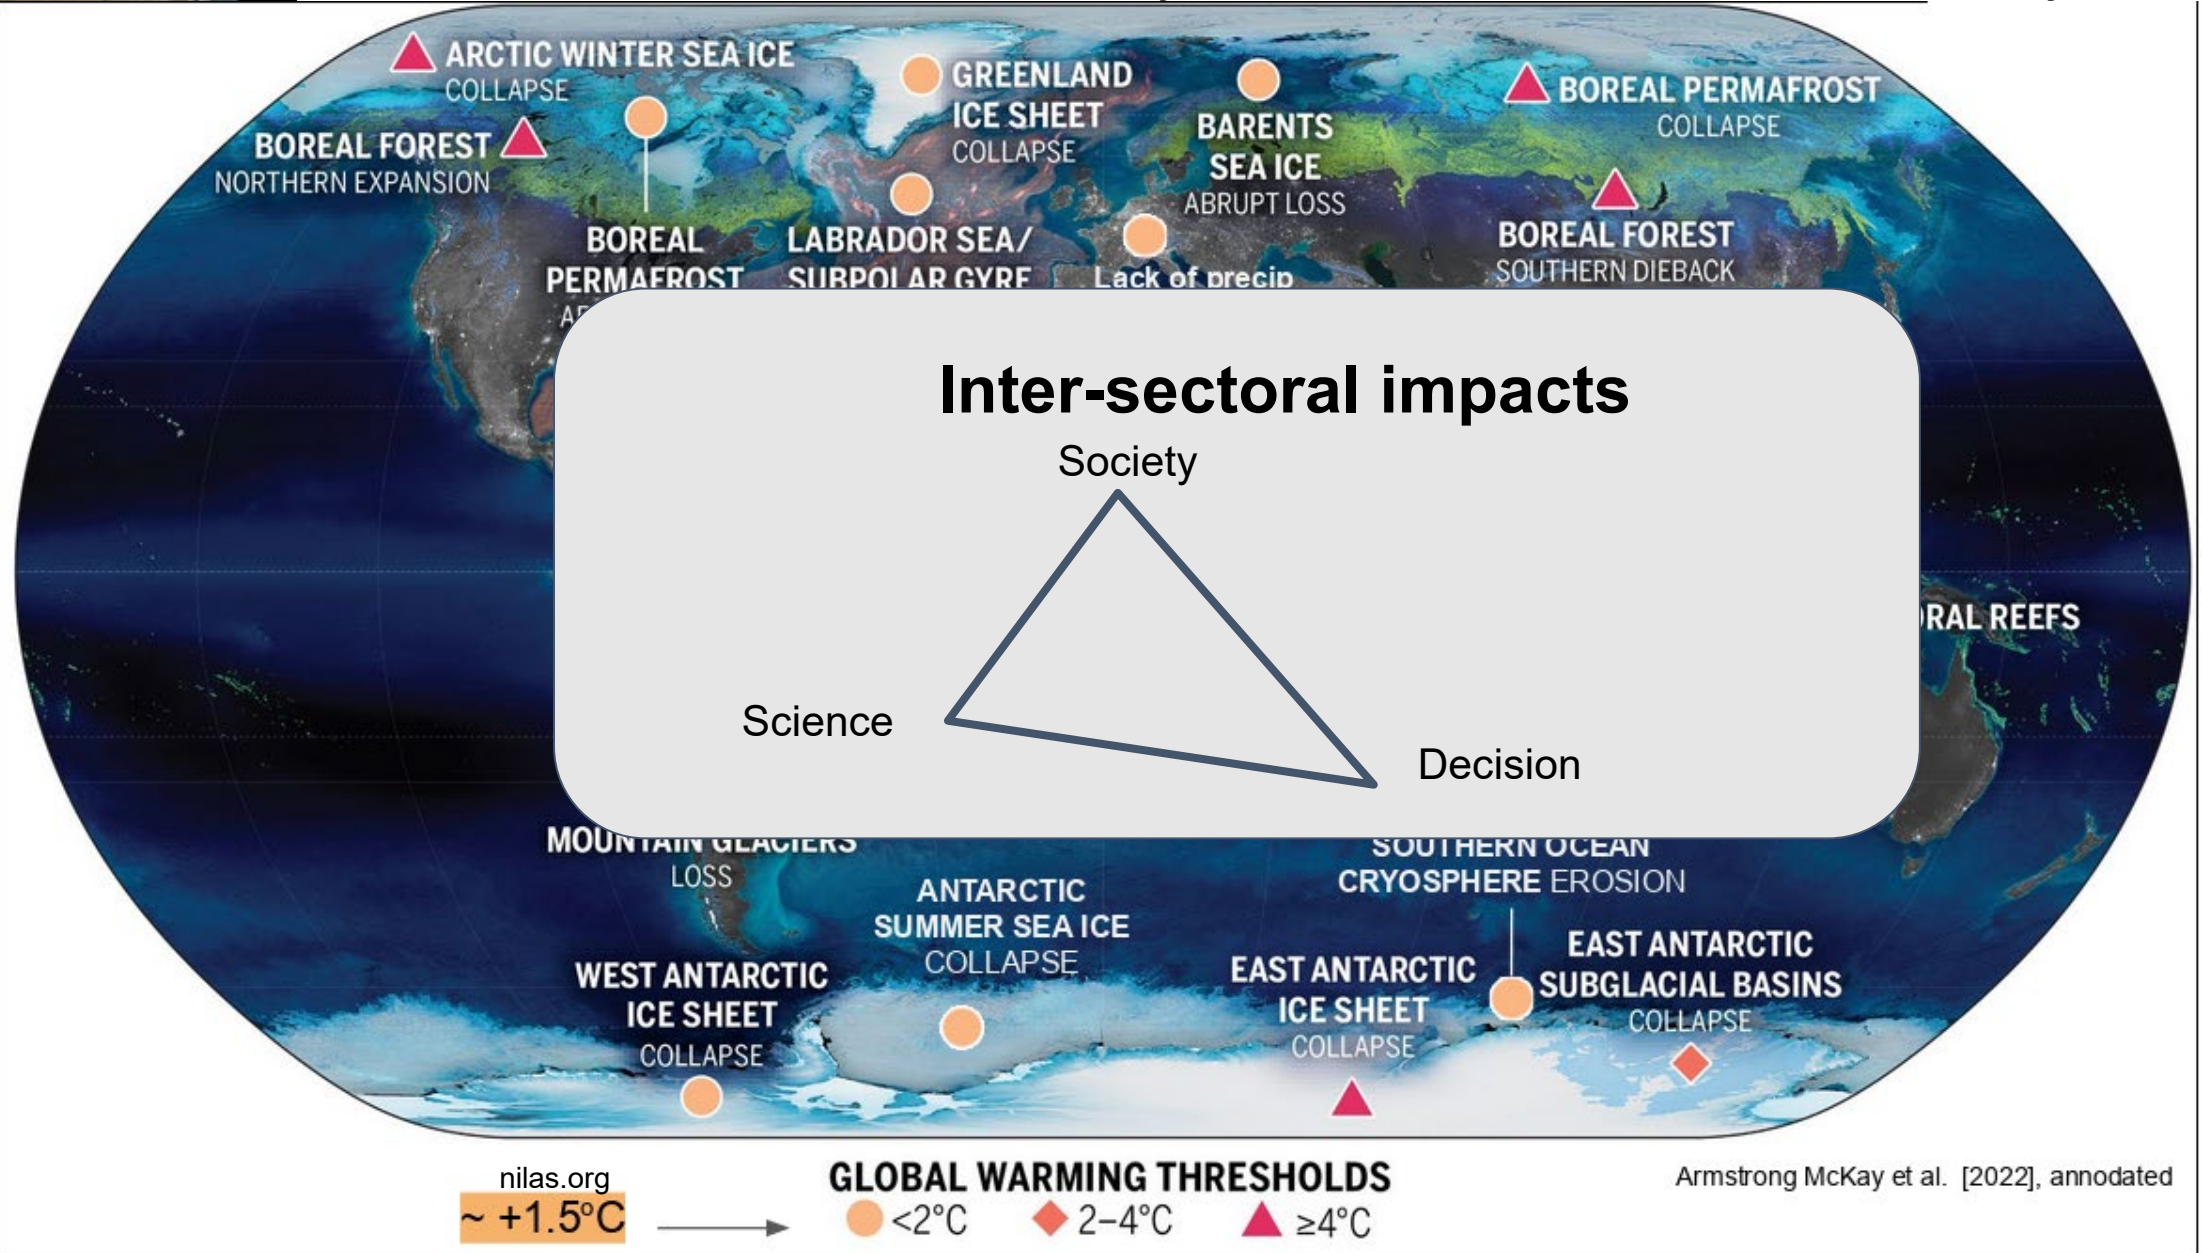 ARCTIC WINTER SEA ICE
COLLAPSE
BOREAL FOREST
NORTHERN EXPANSION
GREENLAND
ICE SHEET
COLLAPSE
BARENTS
SEA ICE
ABRUPT LOSS
BOREAL PERMAFROST
COLLAPSE
BOREAL
PERMAFROST
LABRADOR SEA/
SUBPOLAR GYRE
Lack of precip
BOREAL FOREST
SOUTHERN DIEBACK
Inter-sectoral impacts
Society
Science
Decision
REEFS
MOUNTAIN GLACIERS
LOSS
ANTARCTIC
SUMMER SEA ICE
COLLAPSE
SOUTHERN OCEAN
CRYOSPHERE EROSION
WEST ANTARCTIC
ICE SHEET
COLLAPSE
EAST ANTARCTIC
ICE SHEET
COLLAPSE
EAST ANTARCTIC
SUBGLACIAL BASINS
COLLAPSE
nilas.org
~ +1.5°C
GLOBAL WARMING THRESHOLDS
<2°C 2–4°C ≥4°C
Armstrong McKay et al. [2022], annodated